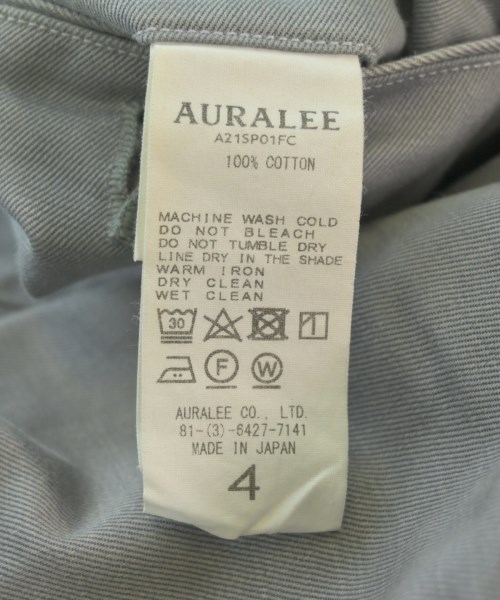 AURALEE
A21SP01FC
100% COTTON
MACHINE WASH COLD
DO NOT BLEACH
DO NOT TUMBLE DRY
LINE DRY IN THE SHADE
WARM IRON
DRY CLEAN
WET CLEAN
30
F W
AURALEE CO., LTD.
81-(3)-6427-7141
MADE IN JAPAN
4